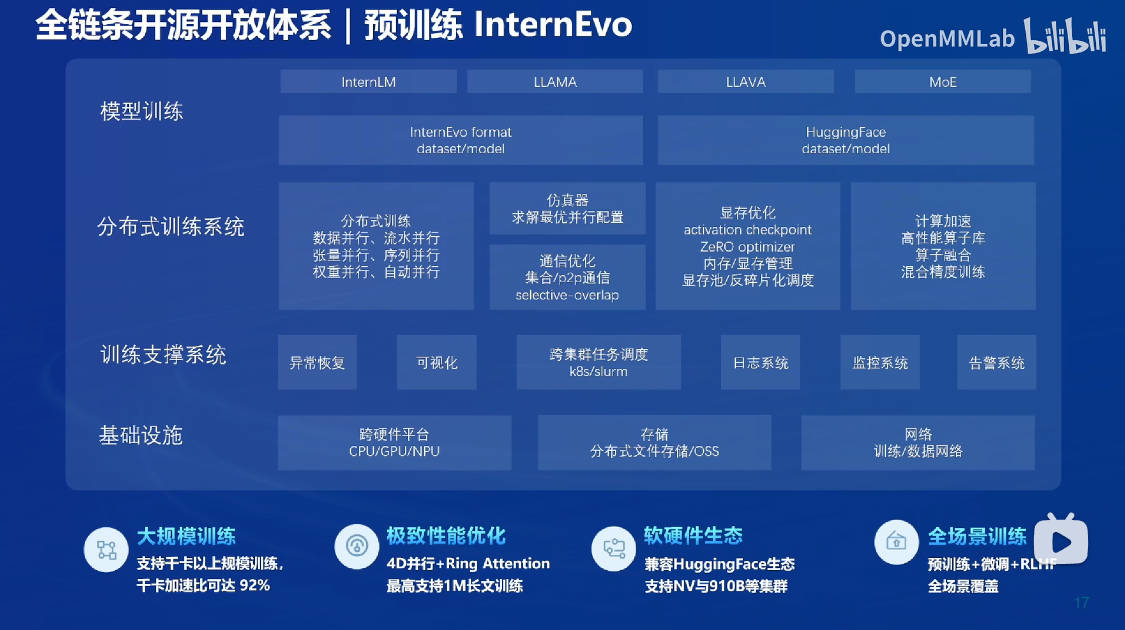 全链条开源开放体系 | 预训练 InternEvo
OpenMMLab bilibili
模型训练
InternLM
LLAMA
LLAVA
MoE
InternEvo format
dataset/model
HuggingFace
dataset/model
分布式训练系统
分布式训练
数据并行、流水并行
张量并行、序列并行
权重并行、自动并行
仿真器
求解最优并行配置
通信优化
集合/p2p通信
selective-overlap
显存优化
activation checkpoint
ZeRO optimizer
内存/显存管理
显存池/反碎片化调度
计算加速
高性能算子库
算子融合
混合精度训练
训练支撑系统
异常恢复
可视化
跨集群任务调度
k8s/slurm
日志系统
监控系统
告警系统
基础设施
跨硬件平台
CPU/GPU/NPU
存储
分布式文件存储/OSS
网络
训练/数据网络
大规模训练
支持千卡以上规模训练，
千卡加速比可达 92%
极致性能优化
4D并行+Ring Attention
最高支持1M长文训练
软硬件生态
兼容HuggingFace生态
支持NV与910B等集群
全场景训练
预训练+微调+RLHF
全场景覆盖
17